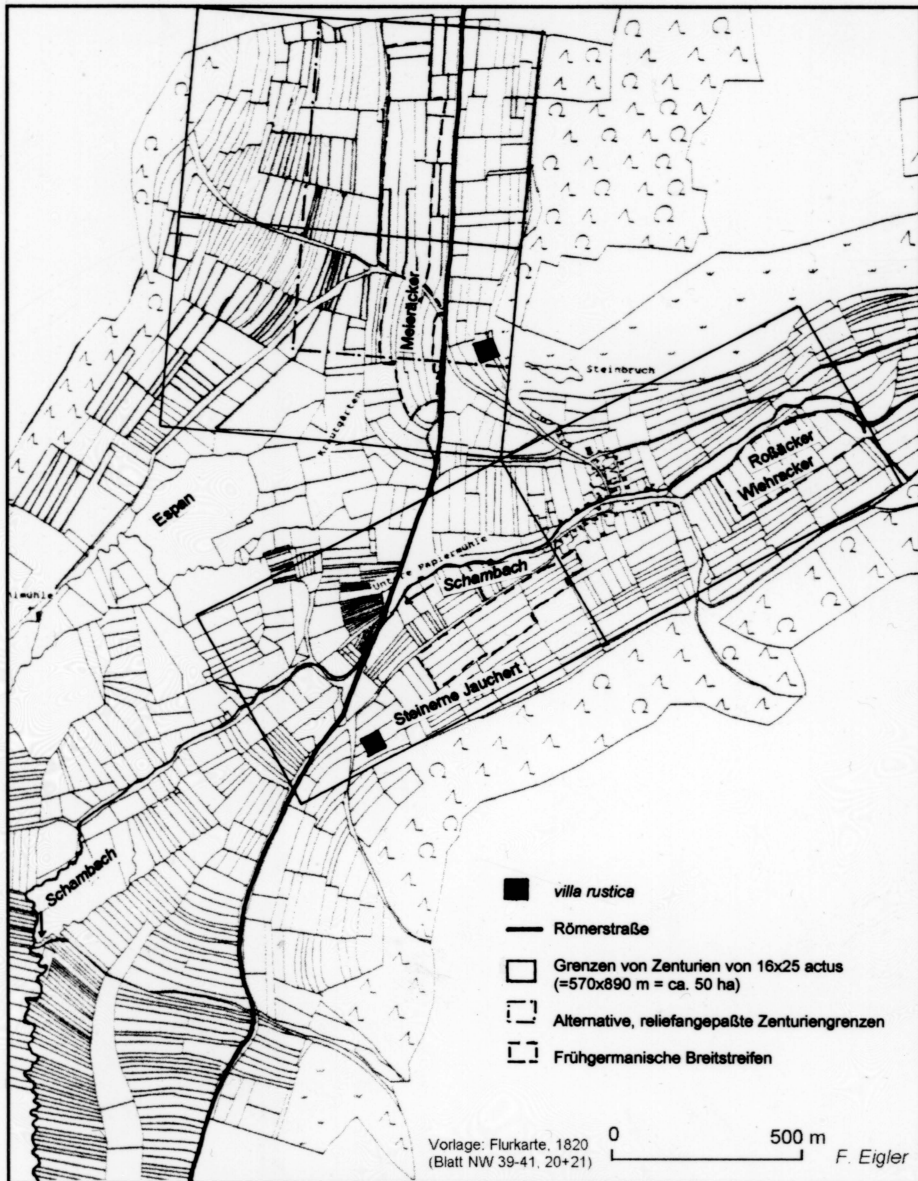 Meieräcker
Steinbruch
Roßäcker
Wiehräcker
Espan
Untere Papiermühle
Schambach
Steinerne Jauchert
Schambach
villa rustica
Römerstraße
Grenzen von Zenturien von 16x25 actus
(=570x890 m = ca. 50 ha)
Alternative, reliefangepaßte Zenturiengrenzen
Frühgermanische Breitstreifen
Vorlage: Flurkarte, 1820
(Blatt NW 39-41, 20+21)
0 500 m
F. Eigler